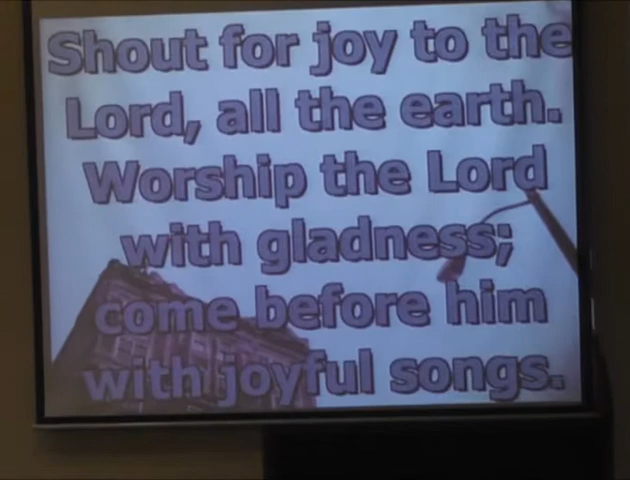 Shout for joy to the
Lord, all the earth.
Worship the Lord
with gladness;
come before him
with joyful songs.